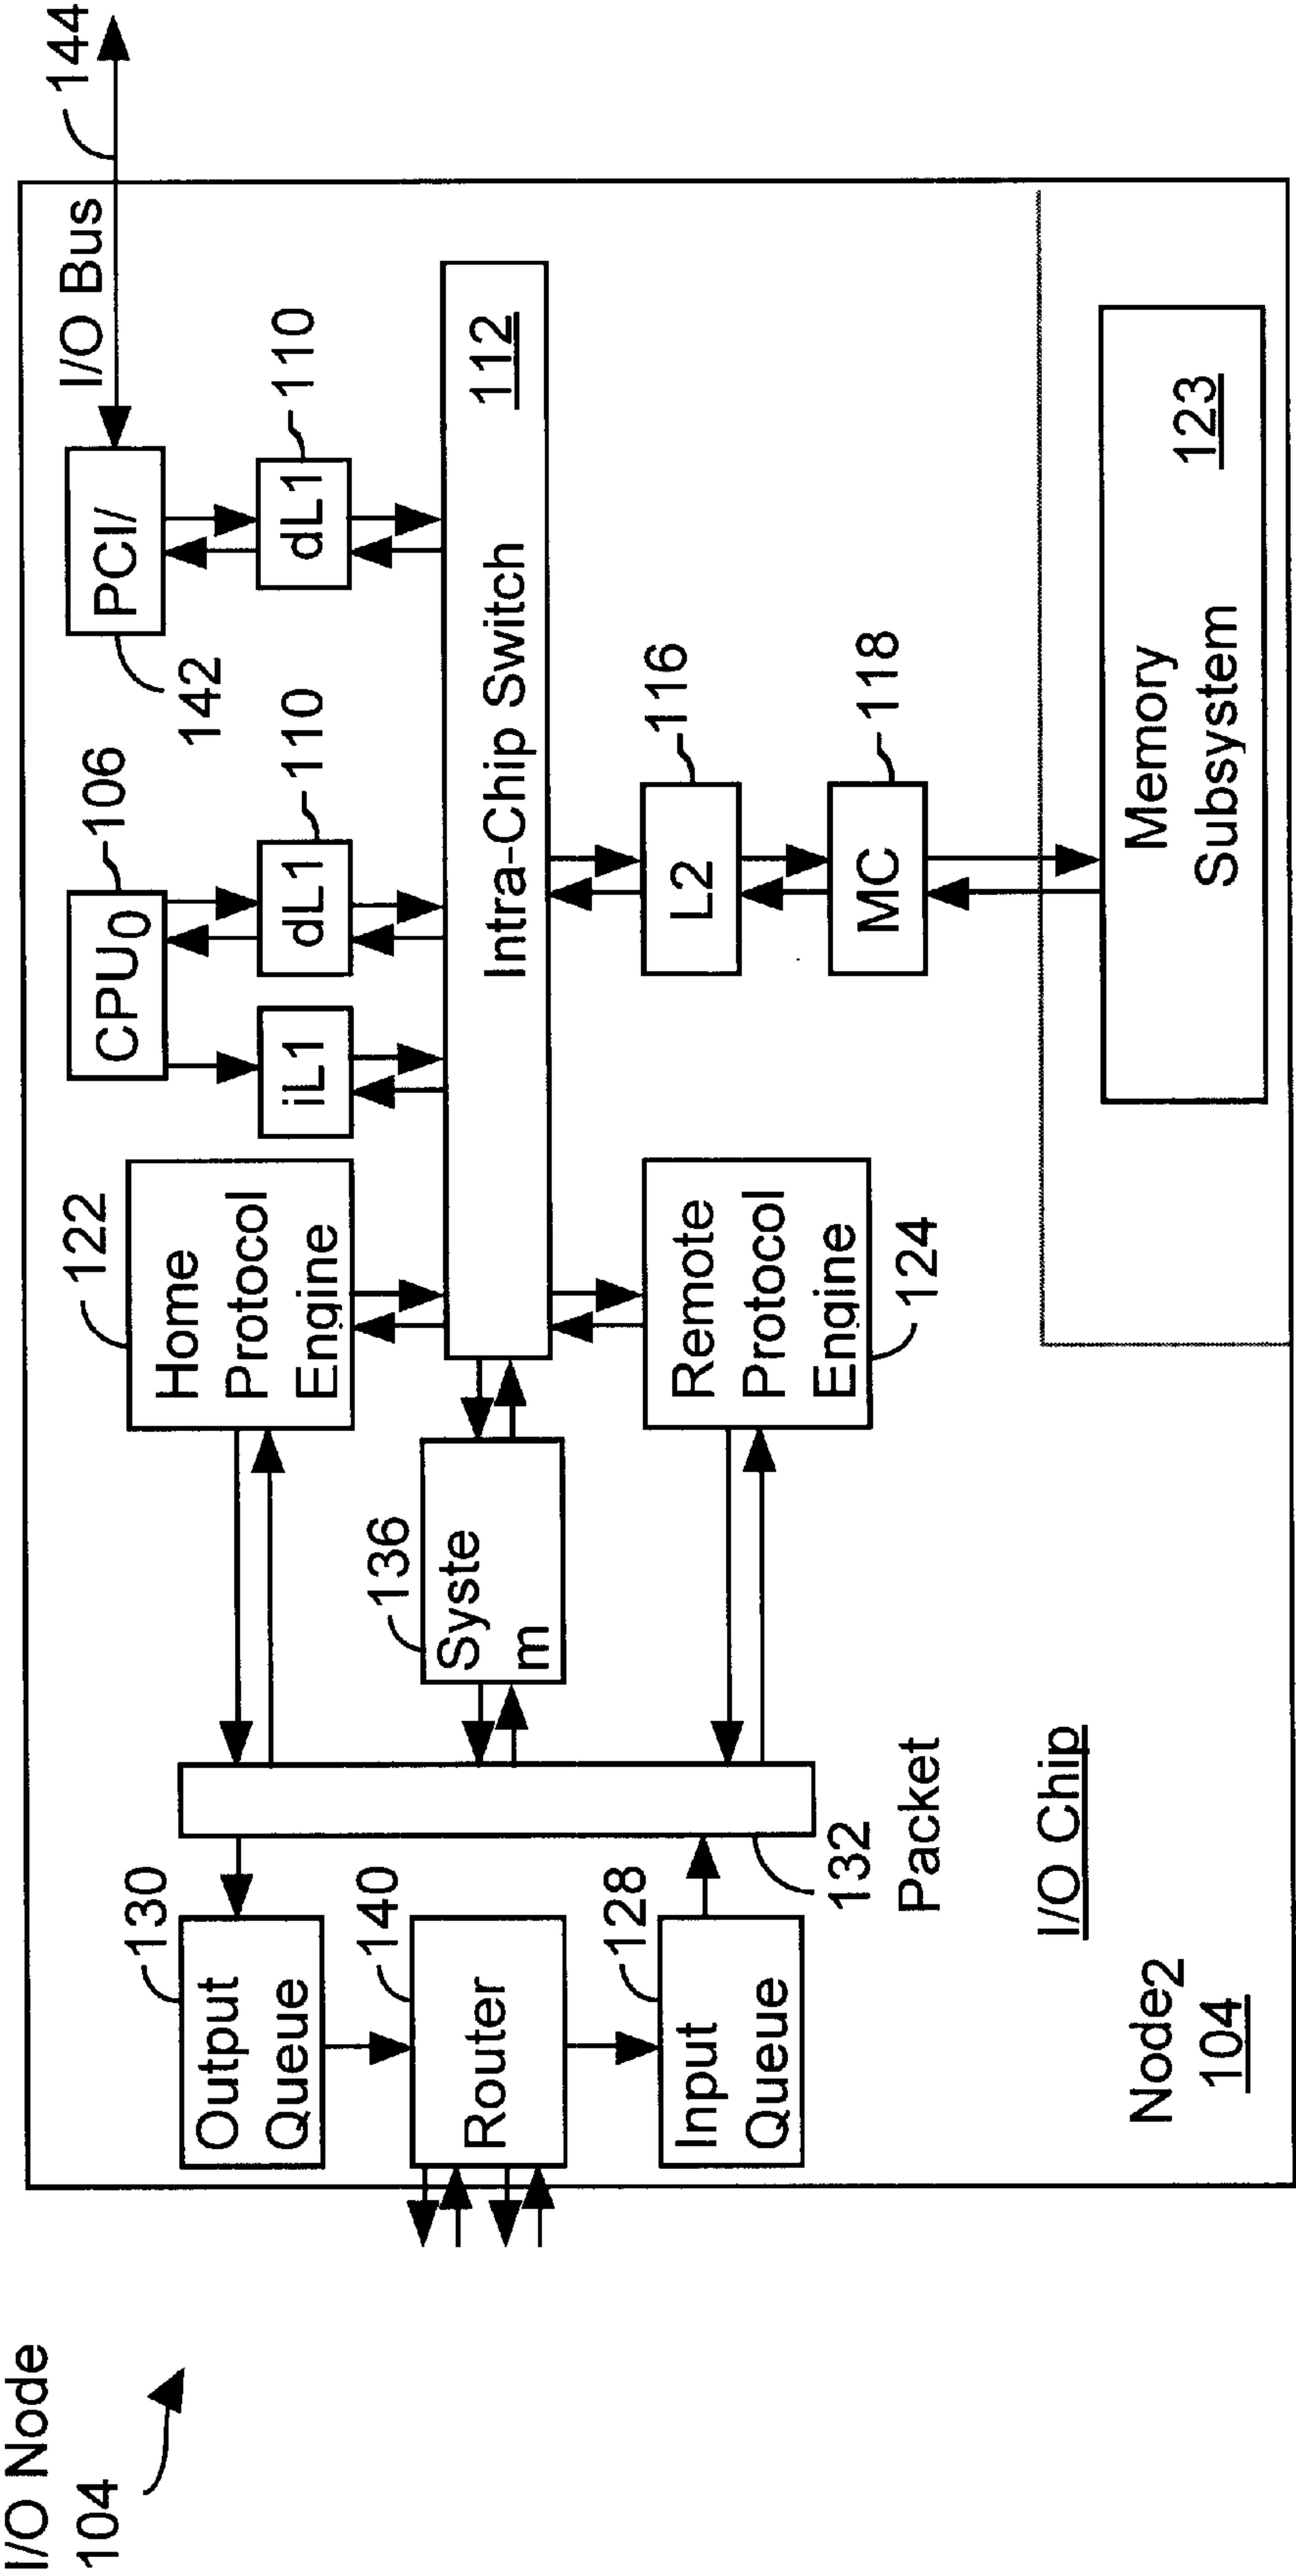 I/O Node
104
144
I/O Bus
PCI/
142
110
dL1
106
CPU0
110
dL1
iL1
112
Intra-Chip Switch
122
Home
Protocol
Engine
116
L2
118
MC
123
Memory
Subsystem
Remote
Protocol
Engine
124
136
Syste
m
132
Packet
130
Output
Queue
140
Router
128
Input
Queue
I/O Chip
Node2
104